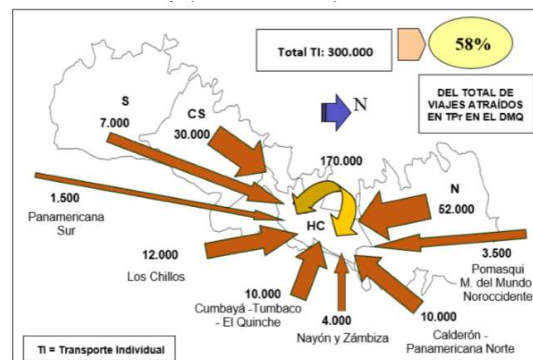 Total TI: 300.000
58%
DEL TOTAL DE
VIAJES ATRAÍDOS
EN TPr EN EL DMQ
N
S
7.000
CS
30.000
170.000
HC
N
52.000
1.500
Panamericana
Sur
12.000
Los Chillos
10.000
Cumbayá -Tumbaco
- El Quinche
4.000
Nayón y Zámbiza
10.000
Calderón -
Panamericana Norte
3.500
Pomasqui
M. del Mundo
Noroccidente
TI = Transporte Individual